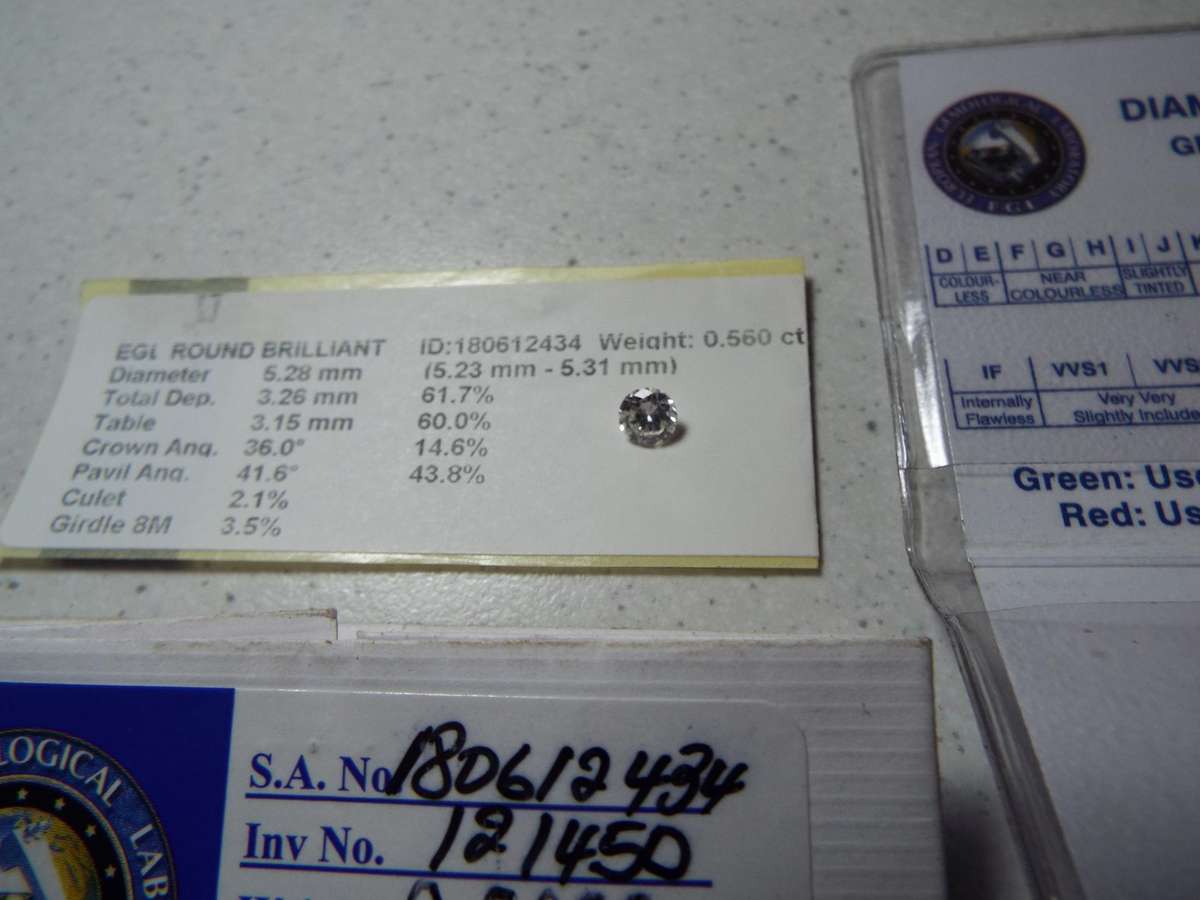 EGL ROUND BRILLIANT ID:180612434 Weight: 0.560 ct
Diameter 5.28 mm (5.23 mm - 5.31 mm)
Total Dep. 3.26 mm 61.7%
Table 3.15 mm 60.0%
Crown Ang. 36.0° 14.6%
Pavil Ang. 41.6° 43.8%
Culet 2.1%
Girdle 8M 3.5%
EUROPEAN GEMOLOGICAL LABORATORY
E·G·L
DIAM
G
D E F G H I J K
COLOUR- NEAR SLIGHTLY
LESS COLOURLESS TINTED
IF VVS1 VVS
Internally Very Very
Flawless Slightly Include
Green: Use
Red: Us
LOGICAL LAB
S.A. No 180612434
Inv No. 121450